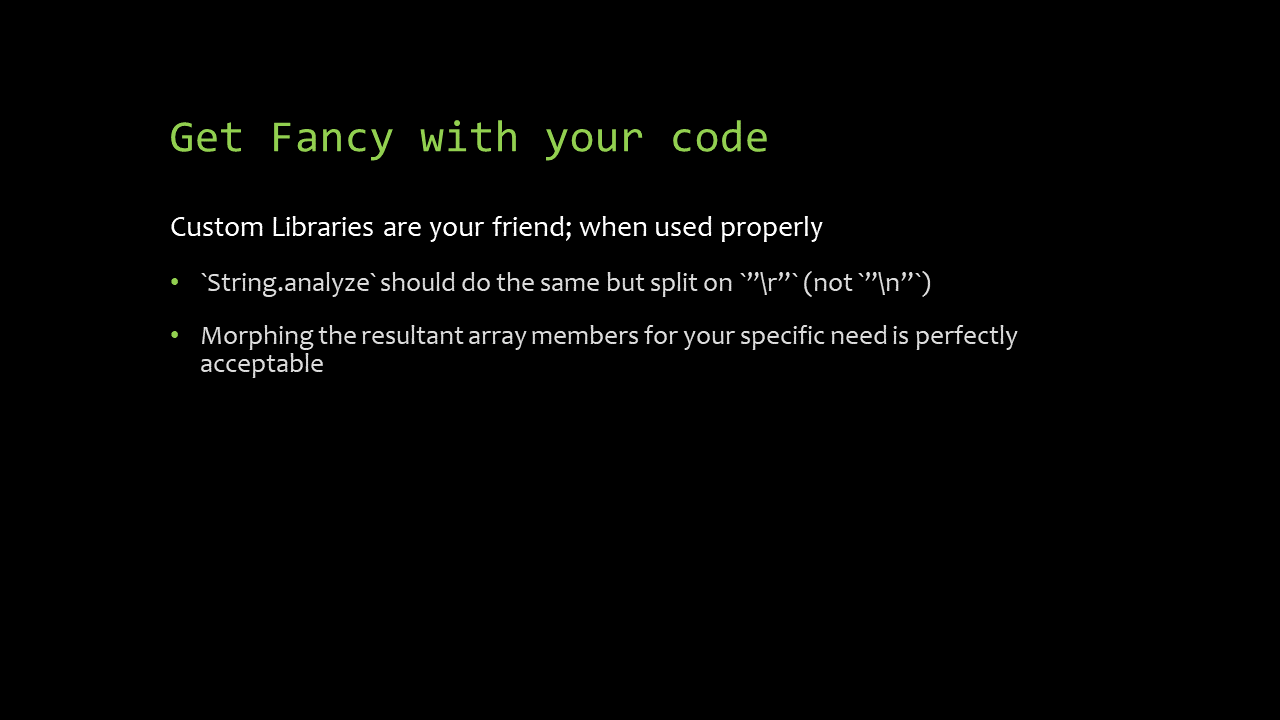 Get Fancy with your code
Custom Libraries are your friend; when used properly
• `String.analyze` should do the same but split on `”\r”` (not `”\n”`)
• Morphing the resultant array members for your specific need is perfectly
acceptable